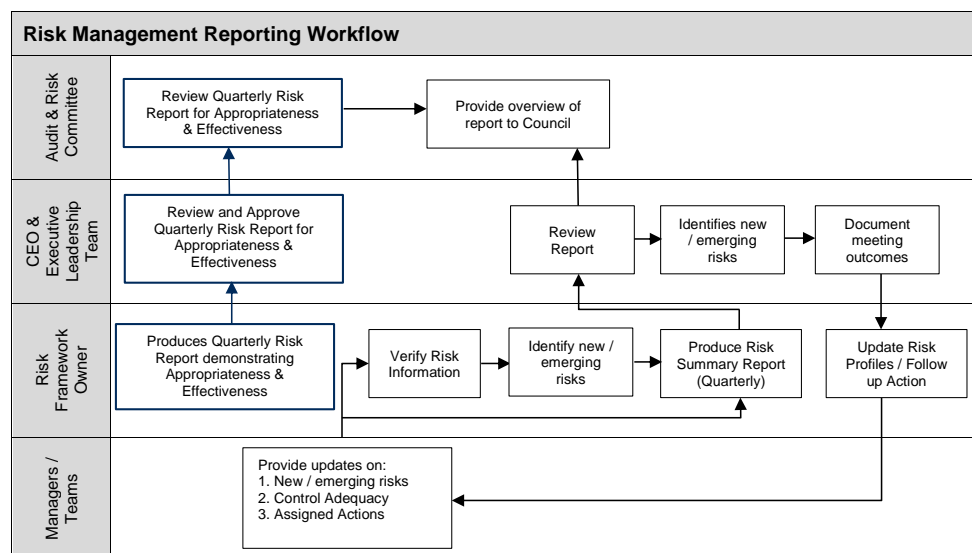 Risk Management Reporting Workflow
Audit & Risk
Committee
Review Quarterly Risk
Report for Appropriateness
& Effectiveness
Provide overview of
report to Council
CEO &
Executive
Leadership
Team
Review and Approve
Quarterly Risk Report for
Appropriateness &
Effectiveness
Review
Report
Identifies new
/ emerging
risks
Document
meeting
outcomes
Risk
Framework
Owner
Produces Quarterly Risk
Report demonstrating
Appropriateness &
Effectiveness
Verify Risk
Information
Identify new /
emerging
risks
Produce Risk
Summary Report
(Quarterly)
Update Risk
Profiles / Follow
up Action
Managers /
Teams
Provide updates on:
1. New / emerging risks
2. Control Adequacy
3. Assigned Actions